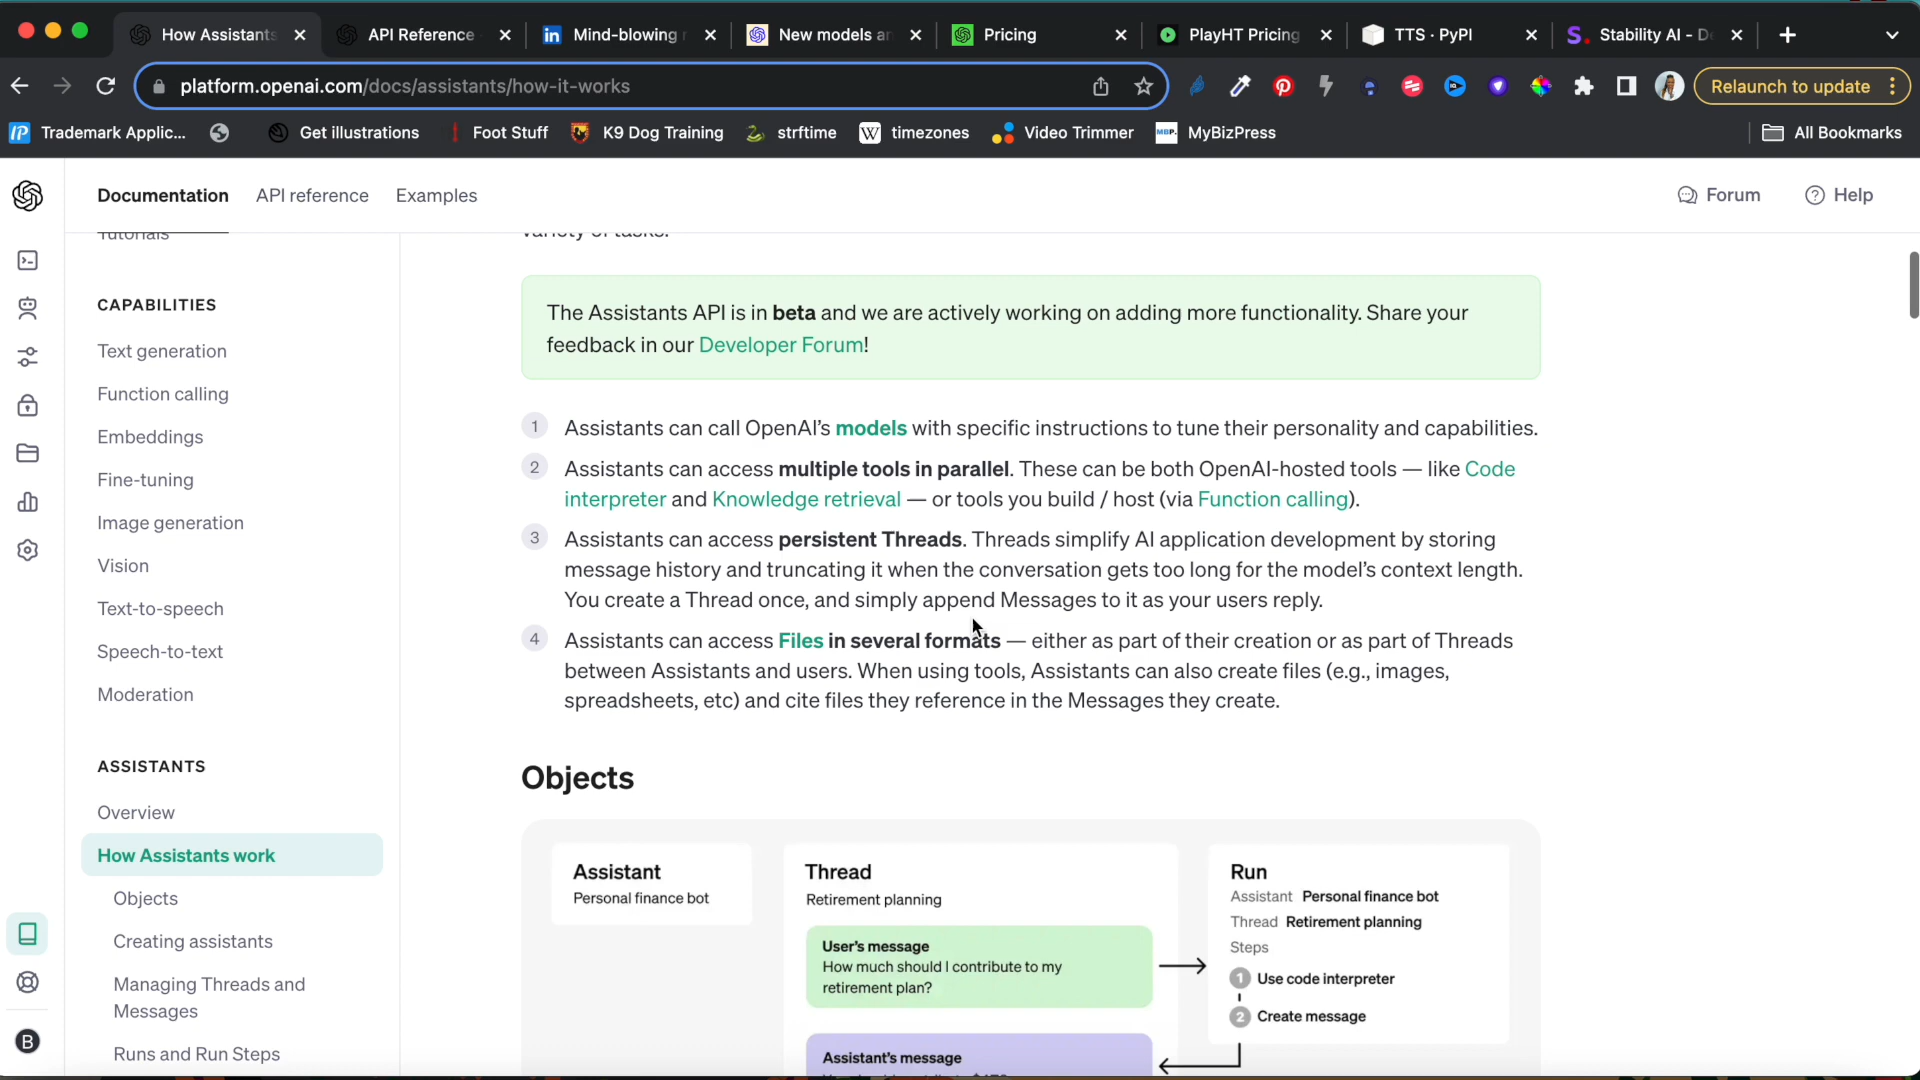 How Assistants
API Reference
Mind-blowing
New models an
Pricing
PlayHT Pricing
TTS · PyPI
Stability AI - De
platform.openai.com/docs/assistants/how-it-works
Relaunch to update
Trademark Applic...
Get illustrations
Foot Stuff
K9 Dog Training
strftime
W timezones
Video Trimmer
MBP. MyBizPress
All Bookmarks
Documentation
API reference
Examples
Forum
Help
Tutorials
CAPABILITIES
Text generation
Function calling
Embeddings
Fine-tuning
Image generation
Vision
Text-to-speech
Speech-to-text
Moderation
ASSISTANTS
Overview
How Assistants work
Objects
Creating assistants
Managing Threads and
Messages
Runs and Run Steps
B
variety of tasks.
The Assistants API is in beta and we are actively working on adding more functionality. Share your
feedback in our Developer Forum!
1 Assistants can call OpenAI's models with specific instructions to tune their personality and capabilities.
2 Assistants can access multiple tools in parallel. These can be both OpenAI-hosted tools — like Code
interpreter and Knowledge retrieval — or tools you build / host (via Function calling).
3 Assistants can access persistent Threads. Threads simplify AI application development by storing
message history and truncating it when the conversation gets too long for the model's context length.
You create a Thread once, and simply append Messages to it as your users reply.
4 Assistants can access Files in several formats — either as part of their creation or as part of Threads
between Assistants and users. When using tools, Assistants can also create files (e.g., images,
spreadsheets, etc) and cite files they reference in the Messages they create.
Objects
Assistant
Personal finance bot
Thread
Retirement planning
User's message
How much should I contribute to my
retirement plan?
Assistant's message
Run
Assistant Personal finance bot
Thread Retirement planning
Steps
1 Use code interpreter
2 Create message